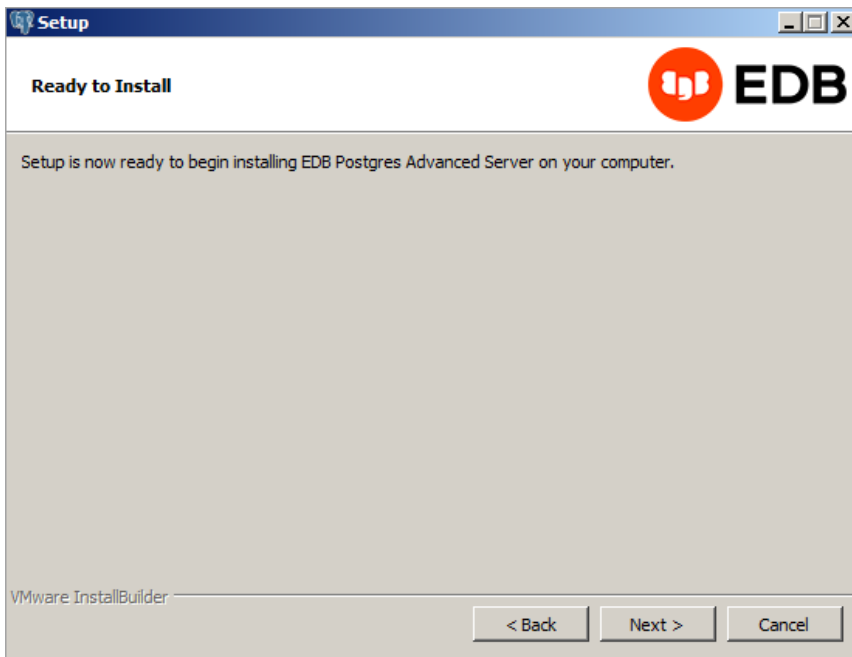 Setup
Ready to Install
EDB
Setup is now ready to begin installing EDB Postgres Advanced Server on your computer.
VMware InstallBuilder
< Back
Next >
Cancel